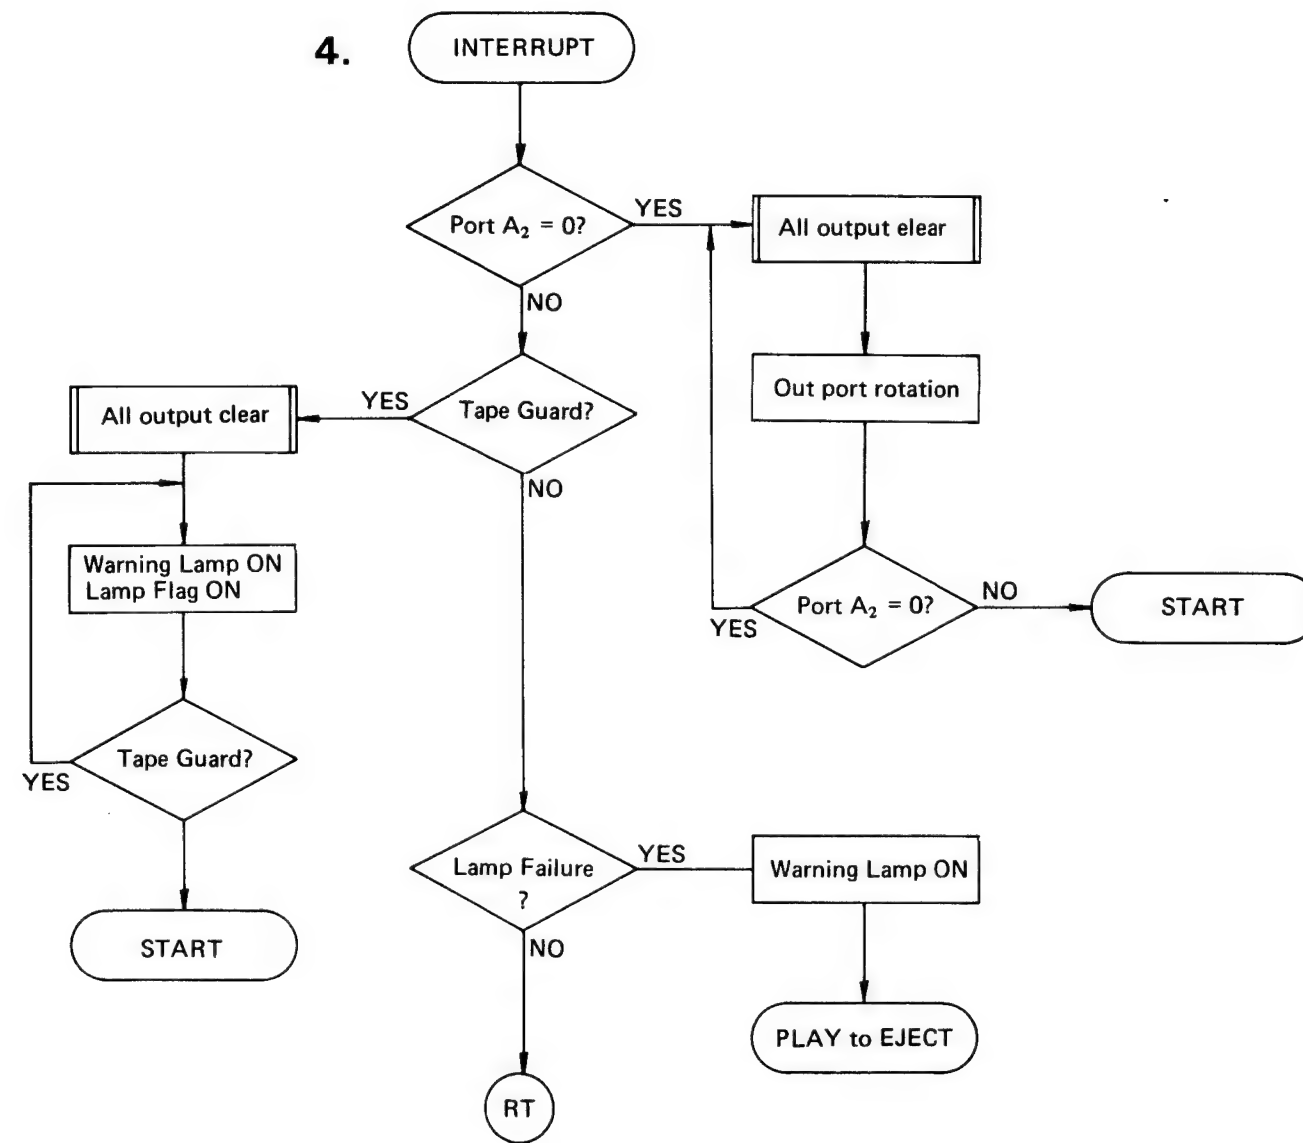 4.
INTERRUPT
Port A₂ = 0?
YES
All output elear
NO
Out port rotation
Tape Guard?
YES
All output clear
NO
Warning Lamp ON
Lamp Flag ON
Port A₂ = 0?
NO
START
YES
Tape Guard?
YES
START
Lamp Failure
?
YES
Warning Lamp ON
NO
PLAY to EJECT
RT